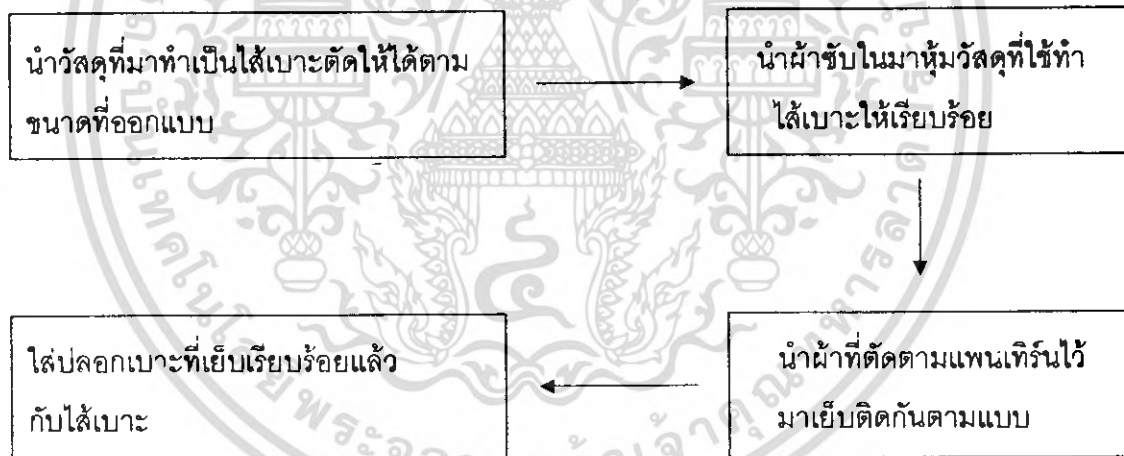 นำวัสดุที่มาทำเป็นไส้เบาะตัดให้ได้ตาม
ขนาดที่ออกแบบ
นำผ้าซับในมาหุ้มวัสดุที่ใช้ทำ
ไส้เบาะให้เรียบร้อย
นำผ้าที่ตัดตามแพนเทิร์นไว้
มาเย็บติดกันตามแบบ
ใส่ปลอกเบาะที่เย็บเรียบร้อยแล้ว
กับไส้เบาะ